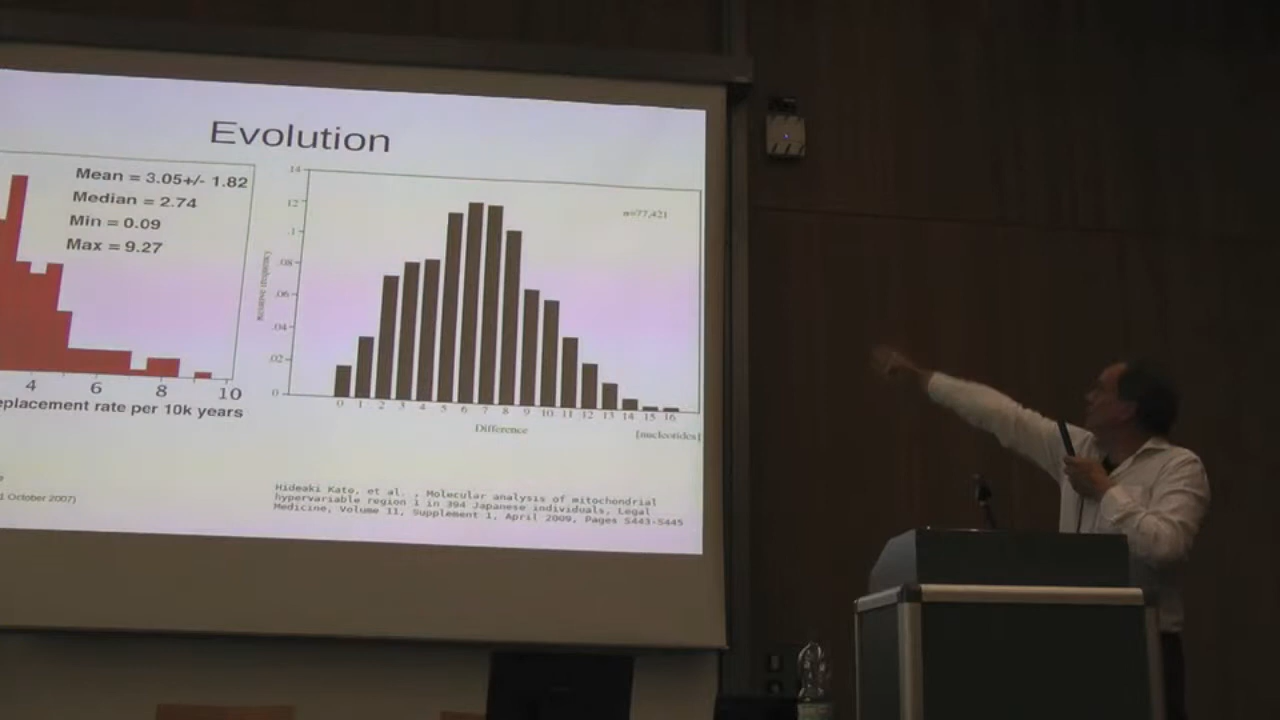 Evolution
Mean = 3.05+/- 1.82
Median = 2.74
Min = 0.09
Max = 9.27
4 6 8 10
eplacement rate per 10k years
1 October 2007)
14
12
.1
.08
.06
.04
.02
0
n=77,421
0 1 2 3 4 5 6 7 8 9 10 11 12 13 14 15 16
Difference
[nucleotides]
Hideaki Kato, et al. , Molecular analysis of mitochondrial
hypervariable region 1 in 394 Japanese individuals, Legal
Medicine, Volume 11, Supplement 1, April 2009, Pages S443-S445